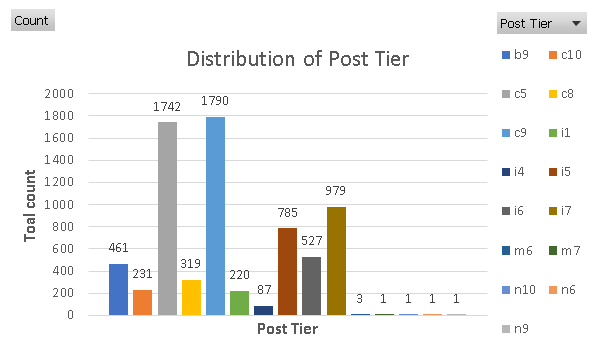 Count
Post Tier
Distribution of Post Tier
b9 c10
c5 c8
c9 i1
i4 i5
i6 i7
m6 m7
n10 n6
n9
Toal count
2000
1800
1600
1400
1200
1000
800
600
400
200
0
461 231 1742 319 1790 220 87 785 527 979 3 1 1 1 1
Post Tier